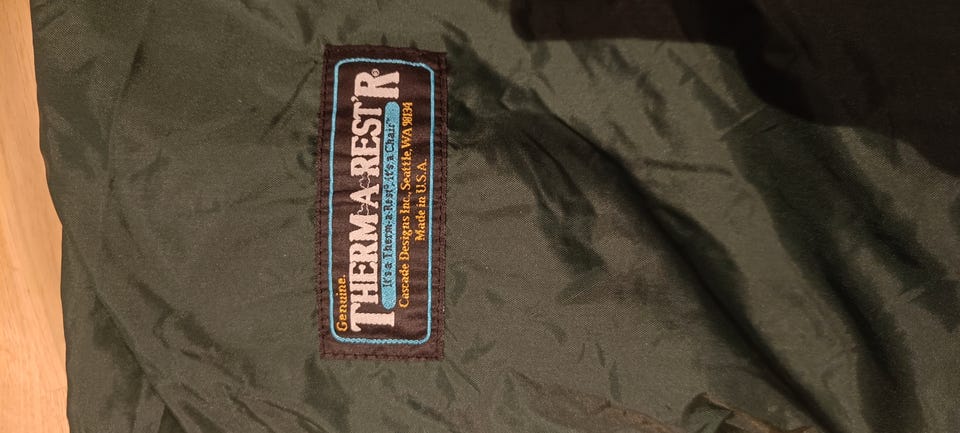 Genuine.
THERM-A-REST'R®
It's a Therm-a-Rest, it's a Chair™
Cascade Designs Inc., Seattle, WA 98134
Made in U.S.A.